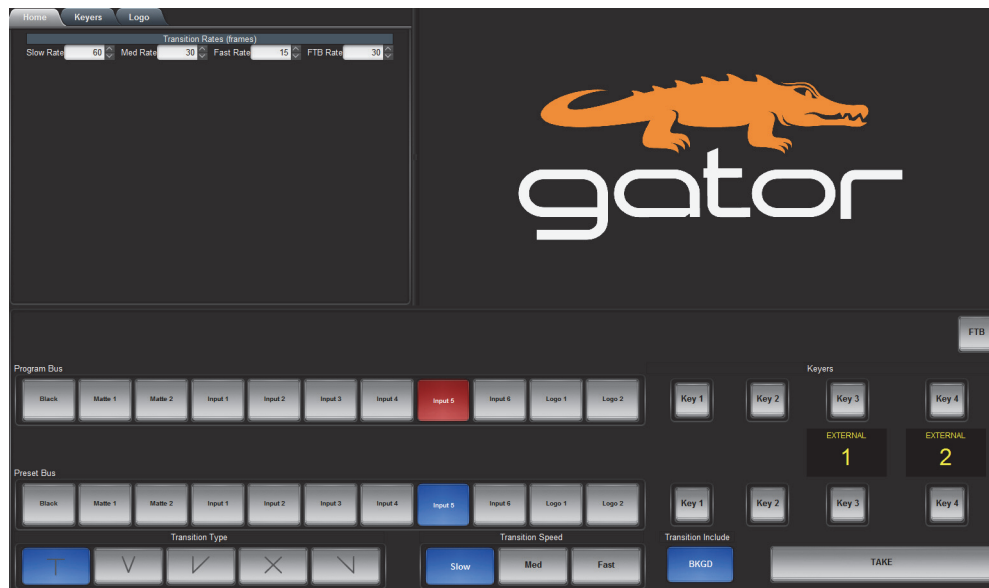 Home Keyers Logo
Transition Rates (frames)
Slow Rate 60 Med Rate 30 Fast Rate 15 FTB Rate 30
gator
FTB
Program Bus Keyers
Black Matte 1 Matte 2 Input 1 Input 2 Input 3 Input 4 Input 5 Input 6 Logo 1 Logo 2 Key 1 Key 2 Key 3 Key 4
EXTERNAL EXTERNAL
1 2
Preset Bus
Black Matte 1 Matte 2 Input 1 Input 2 Input 3 Input 4 Input 5 Input 6 Logo 1 Logo 2 Key 1 Key 2 Key 3 Key 4
Transition Type Transition Speed Transition Include
Slow Med Fast BKGD TAKE